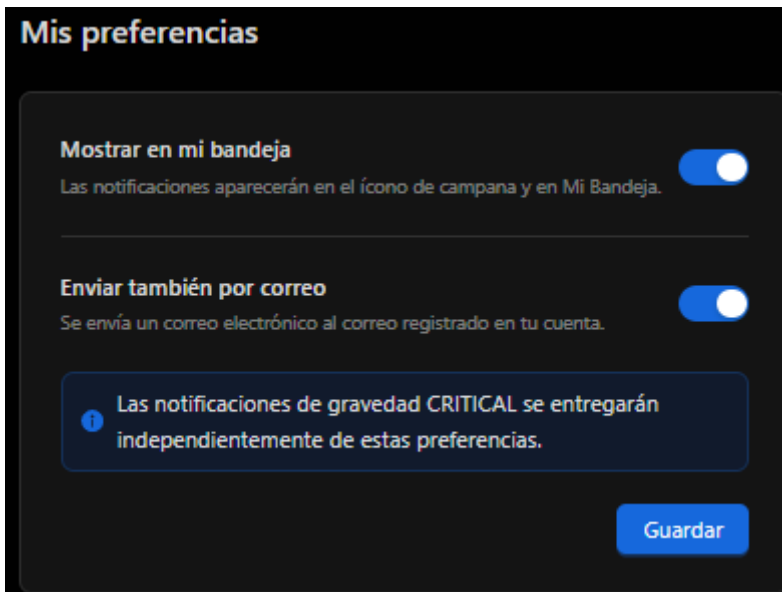 Mis preferencias
Mostrar en mi bandeja
Las notificaciones aparecerán en el ícono de campana y en Mi Bandeja.
Enviar también por correo
Se envía un correo electrónico al correo registrado en tu cuenta.
Las notificaciones de gravedad CRITICAL se entregarán
independientemente de estas preferencias.
Guardar